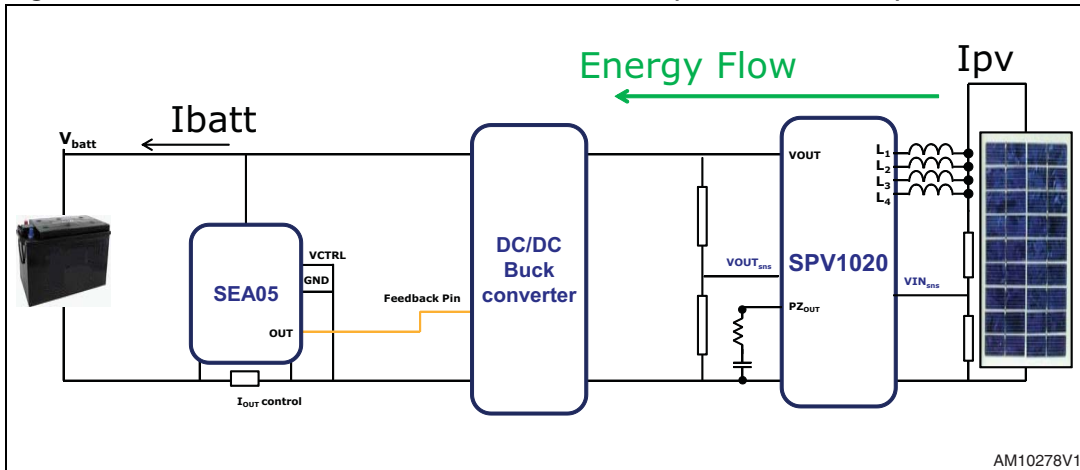 Energy Flow
Ipv
Ibatt
Vbatt
VOUT
L1
L2
L3
L4
DC/DC
Buck
converter
SEA05
VCTRL
GND
OUT
Feedback Pin
VOUTsns
SPV1020
VINsns
PZOUT
IOUT control
AM10278V1